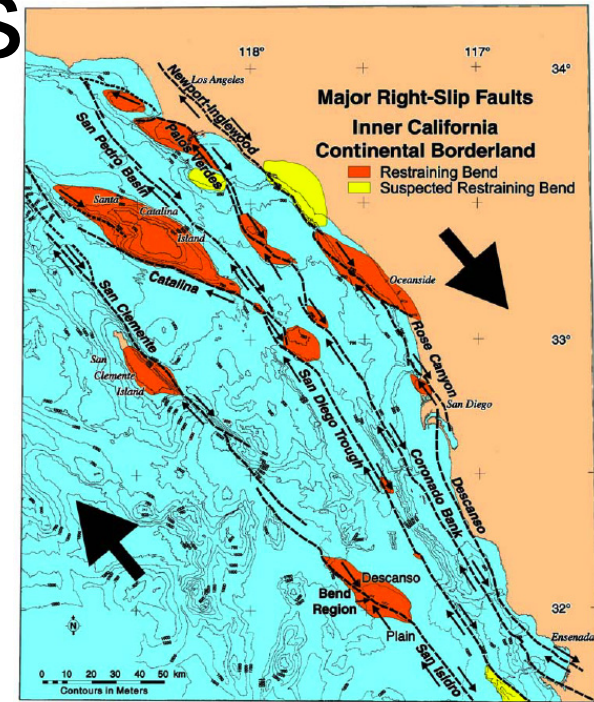 S
118°
117°
34°
Los Angeles
Newport-Inglewood
Major Right-Slip Faults
Inner California
Continental Borderland
Restraining Bend
Suspected Restraining Bend
Palos Verdes
San Pedro Basin
Santa
Catalina
Island
Catalina
Oceanside
San Clemente
33°
Rose Canyon
San
Clemente
Island
San Diego
San Diego Trough
Coronado Bank
Descanso
Descanso
Bend
Region
Plain
32°
San Isidro
Ensenada
N
0 10 20 30 40 50 km
Contours in Meters